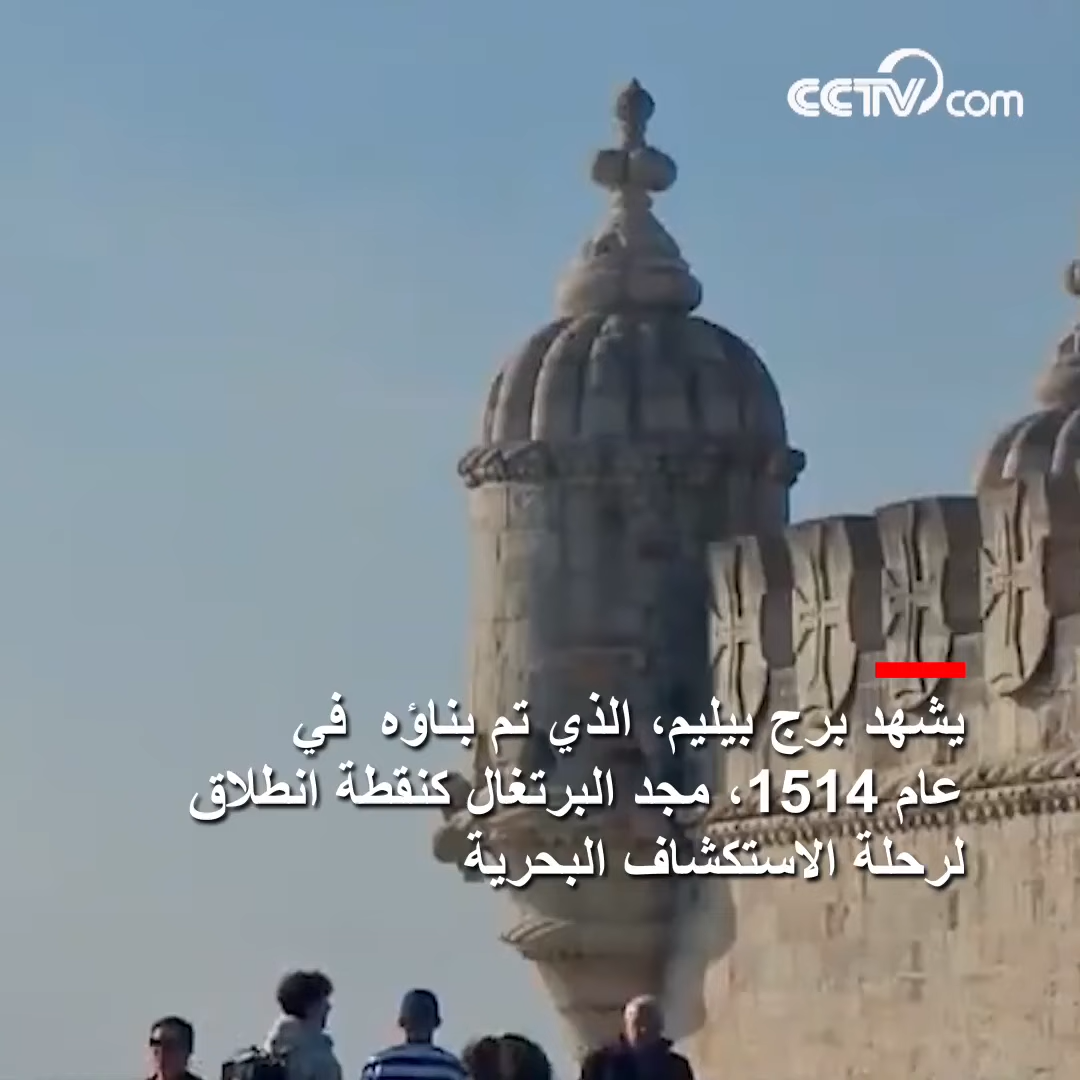 CCTV com
يشهد برج بيليم، الذي تم بناؤه في
عام 1514، مجد البرتغال كنقطة انطلاق
لرحلة الاستكشاف البحرية